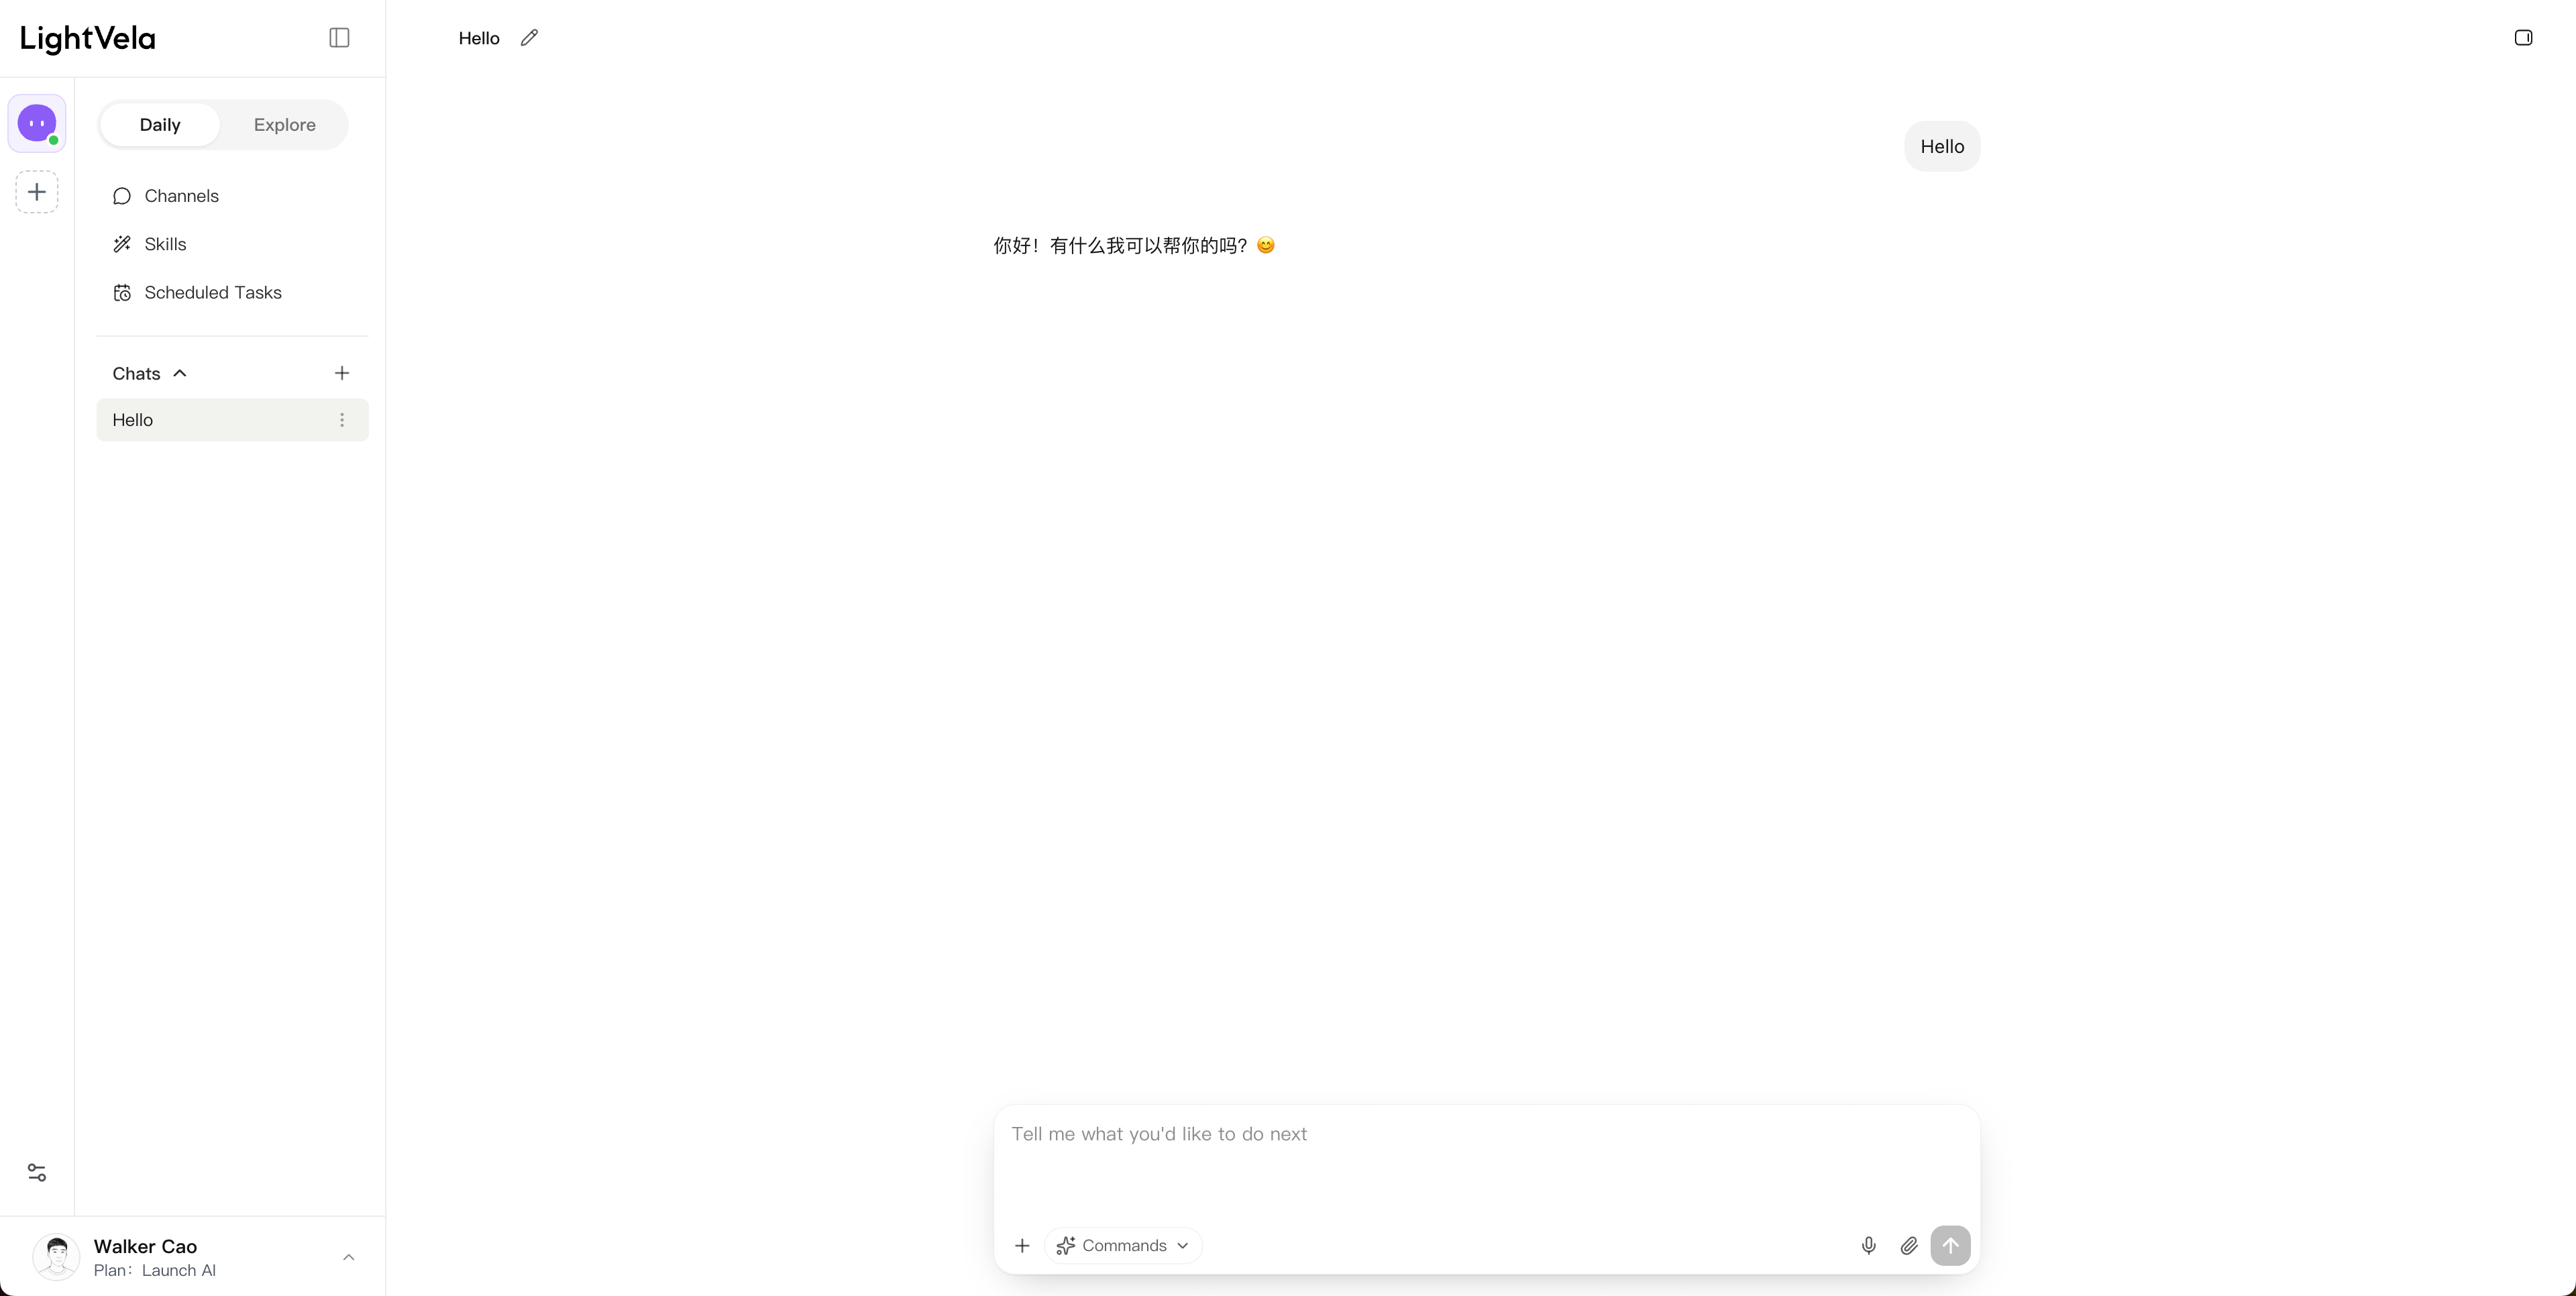 LightVela
Daily
Explore
Channels
Skills
Scheduled Tasks
Chats
Hello
Walker Cao
Plan：Launch AI
Hello
Hello
你好！有什么我可以帮你的吗？😊
Tell me what you'd like to do next
Commands